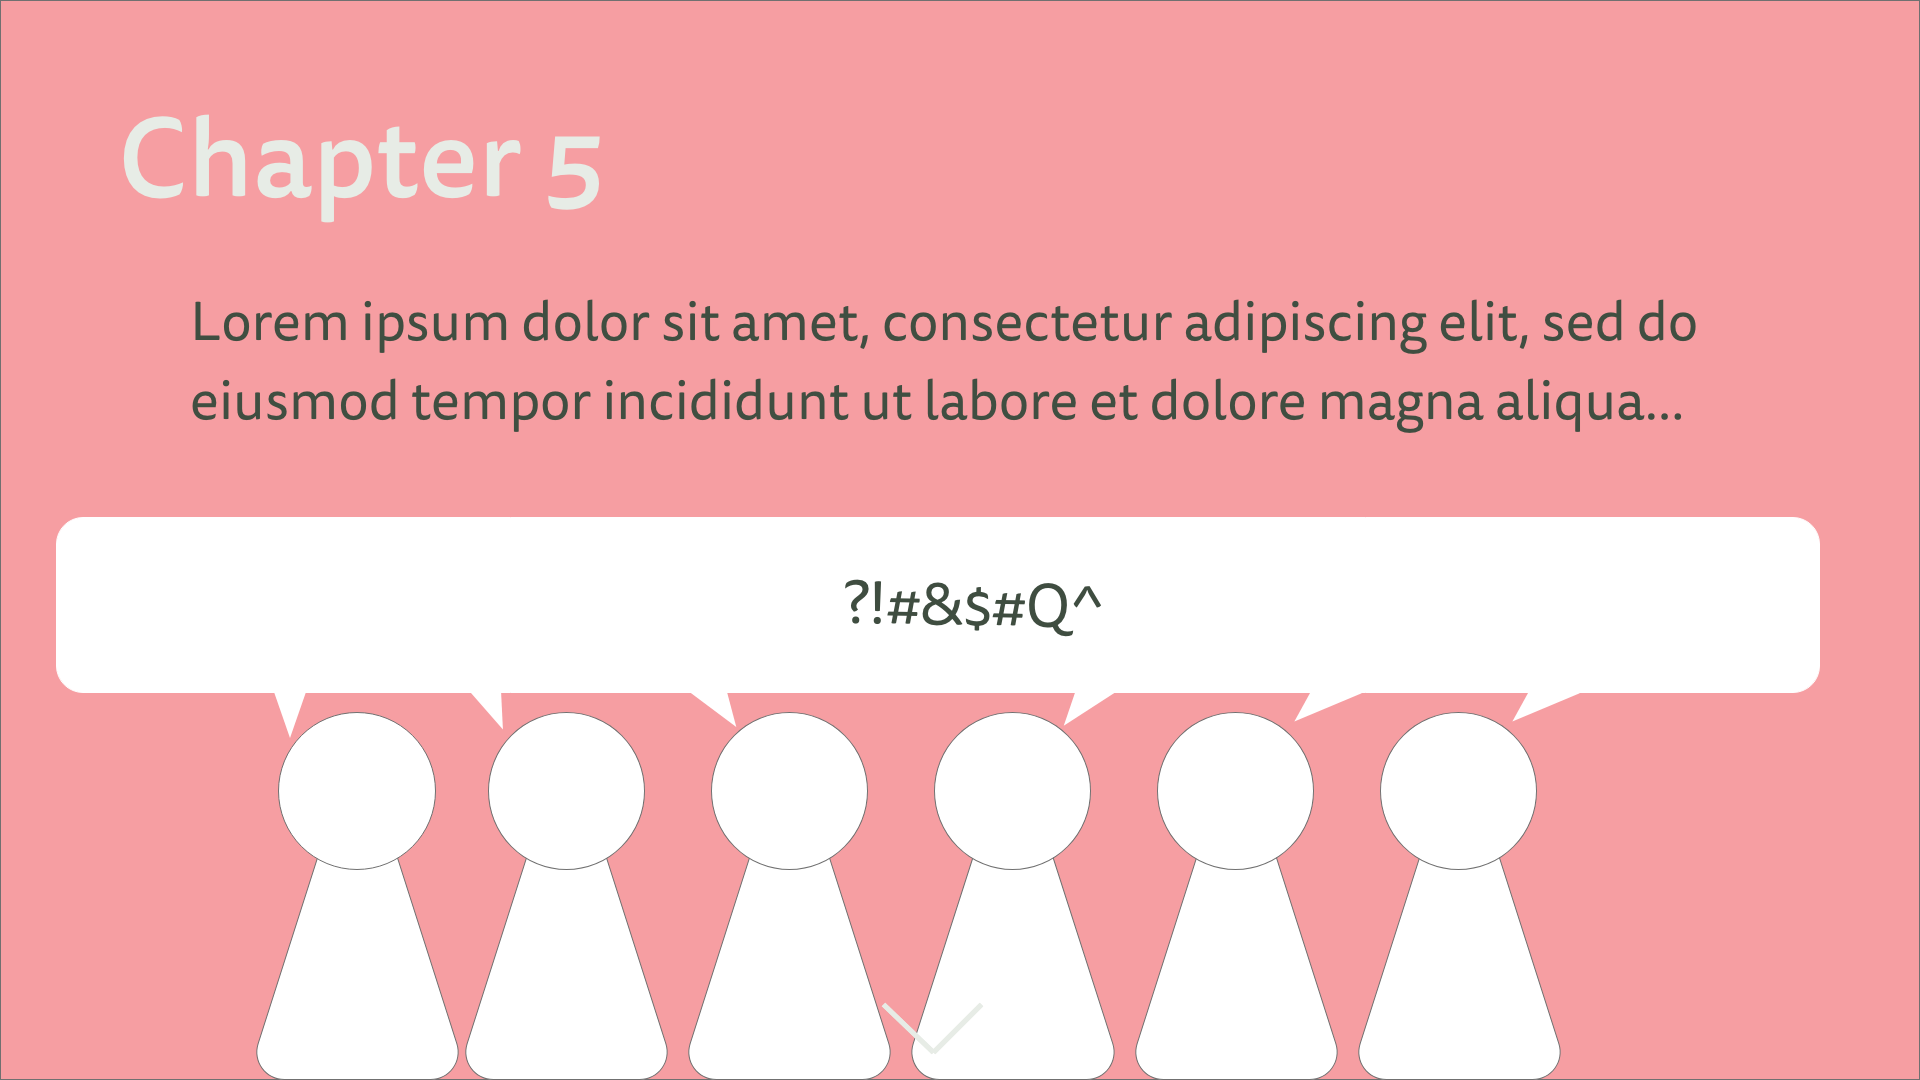 Chapter 5
Lorem ipsum dolor sit amet, consectetur adipiscing elit, sed do
eiusmod tempor incididunt ut labore et dolore magna aliqua...
?!#&$#Q^